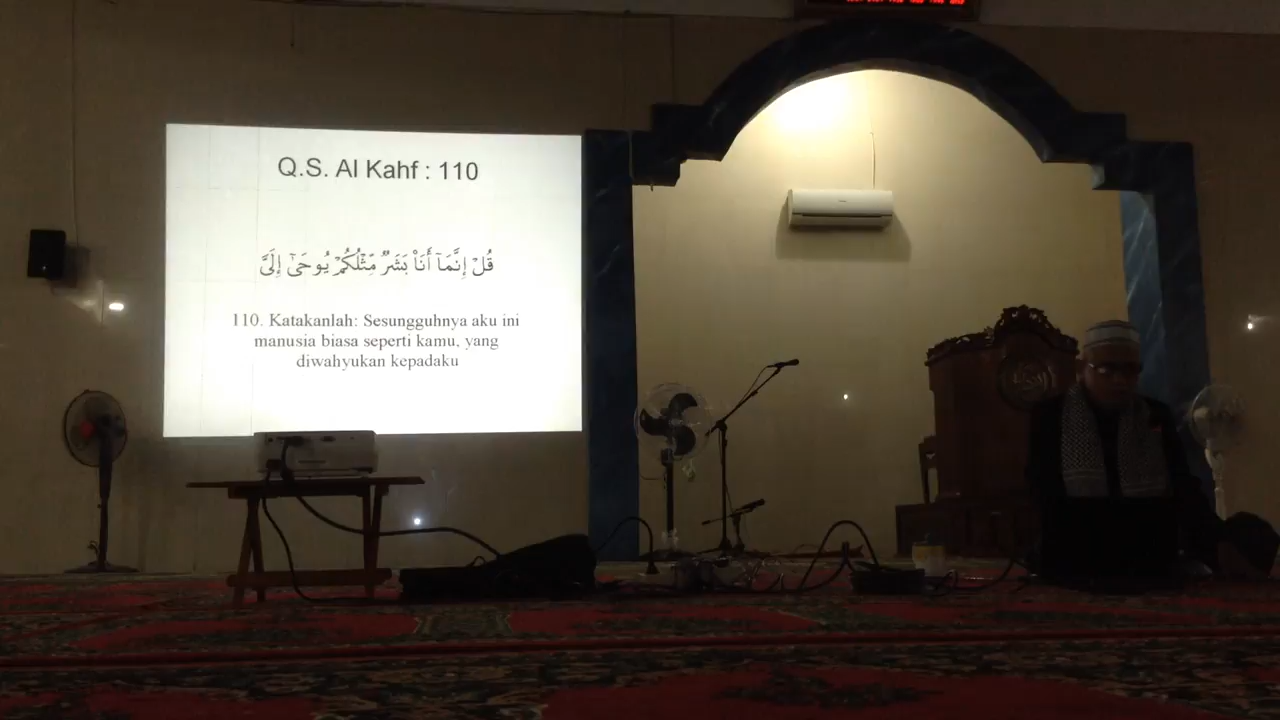 Q.S. Al Kahf : 110
قُلْ إِنَّمَآ أَنَا۠ بَشَرٌ مِّثْلُكُمْ يُوحَىٰٓ إِلَىَّ
110. Katakanlah: Sesungguhnya aku ini
manusia biasa seperti kamu, yang
diwahyukan kepadaku